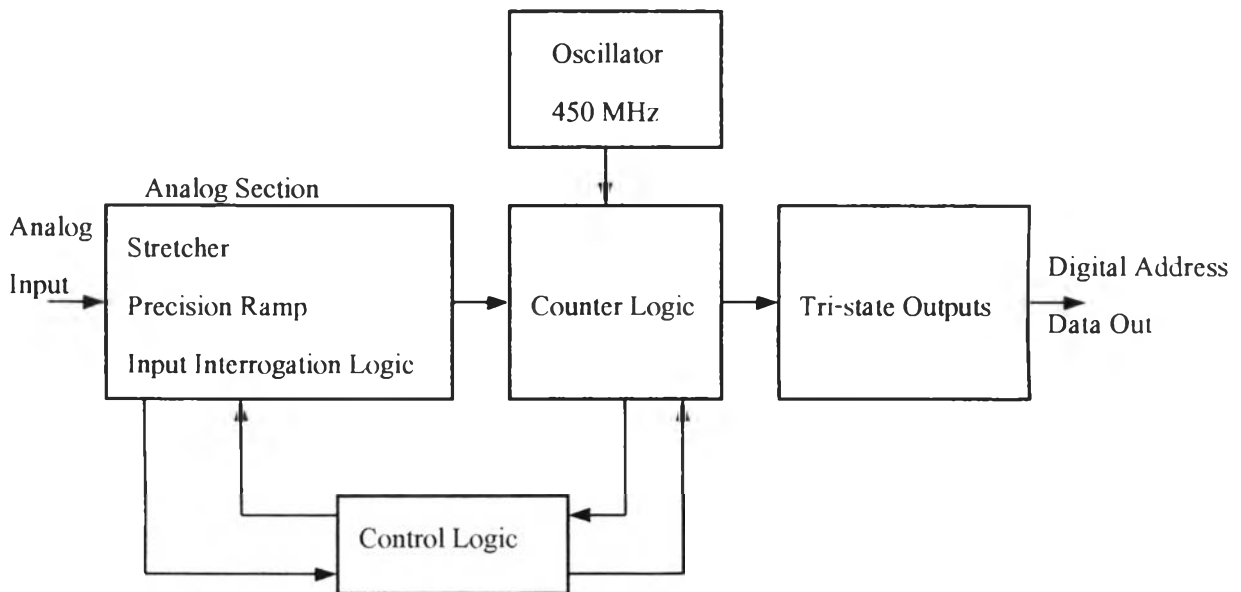 Oscillator
450 MHz
Analog Section
Analog
Input
Stretcher
Precision Ramp
Input Interrogation Logic
Counter Logic
Tri-state Outputs
Digital Address
Data Out
Control Logic